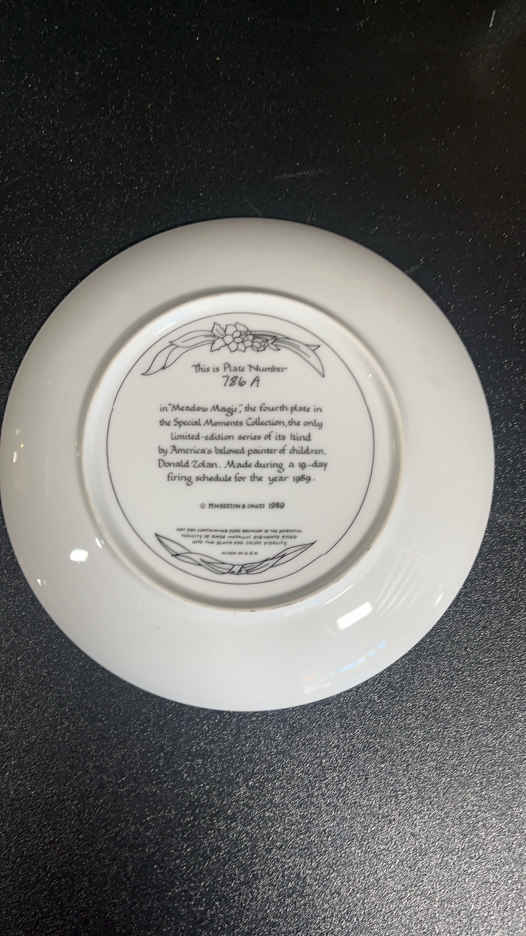 This is Plate Number
786 A
in "Meadow Magic", the fourth plate in
the Special Moments Collection, the only
limited-edition series of its kind
by America's beloved painter of children,
Donald Zolan. Made during a 19-day
firing schedule for the year 1989.
© PEMBERTON & OAKES 1989